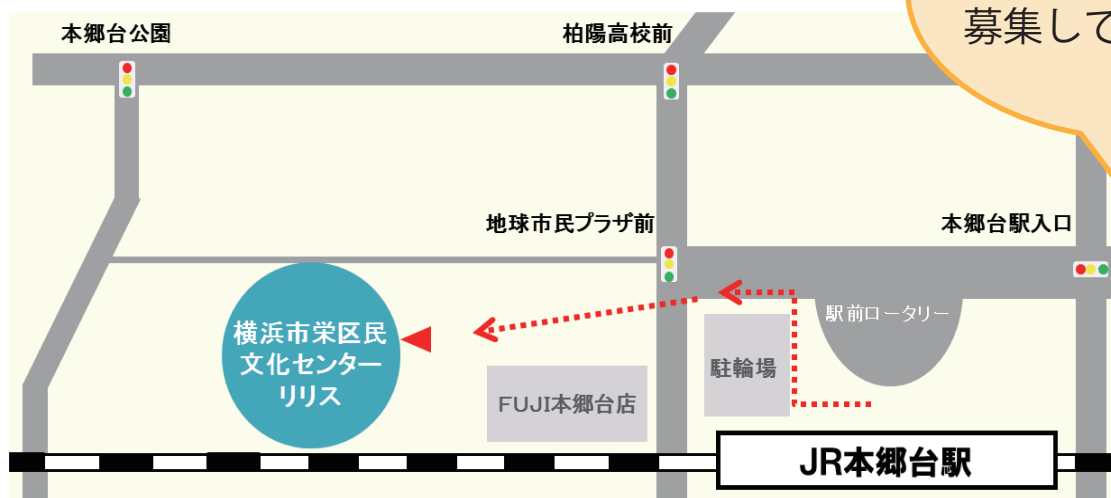 募集して
本郷台公園
柏陽高校前
地球市民プラザ前
本郷台駅入口
横浜市栄区民
文化センター
リリス
駅前ロータリー
駐輪場
FUJI本郷台店
JR本郷台駅